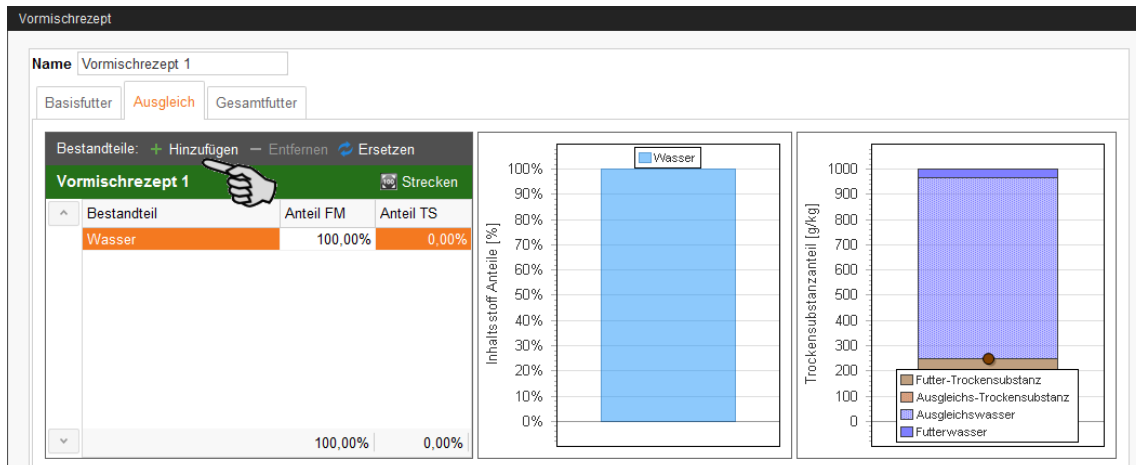 Vormischrezept
Name Vormischrezept 1
Basisfutter Ausgleich Gesamtfutter
Bestandteile: + Hinzufügen − Entfernen Ersetzen
Vormischrezept 1 100 Strecken
Bestandteil Anteil FM Anteil TS
Wasser 100,00% 0,00%
100,00% 0,00%
Wasser
Inhaltsstoff Anteile [%]
100%
90%
80%
70%
60%
50%
40%
30%
20%
10%
0%
Trockensubstanzanteil [g/kg]
1000
900
800
700
600
500
400
300
200
100
0
Futter-Trockensubstanz
Ausgleichs-Trockensubstanz
Ausgleichswasser
Futterwasser